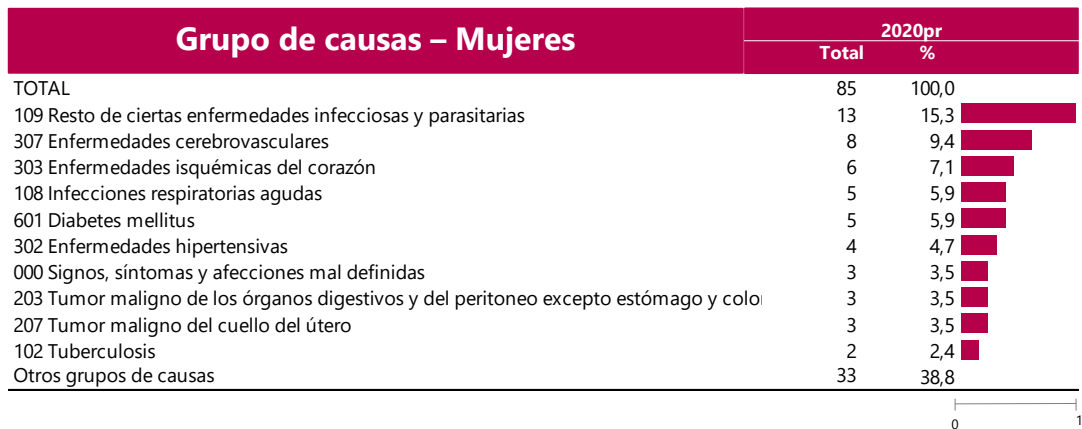 Grupo de causas – Mujeres
2020pr
Total %
TOTAL 85 100,0
109 Resto de ciertas enfermedades infecciosas y parasitarias 13 15,3
307 Enfermedades cerebrovasculares 8 9,4
303 Enfermedades isquémicas del corazón 6 7,1
108 Infecciones respiratorias agudas 5 5,9
601 Diabetes mellitus 5 5,9
302 Enfermedades hipertensivas 4 4,7
000 Signos, síntomas y afecciones mal definidas 3 3,5
203 Tumor maligno de los órganos digestivos y del peritoneo excepto estómago y colo 3 3,5
207 Tumor maligno del cuello del útero 3 3,5
102 Tuberculosis 2 2,4
Otros grupos de causas 33 38,8
0 1